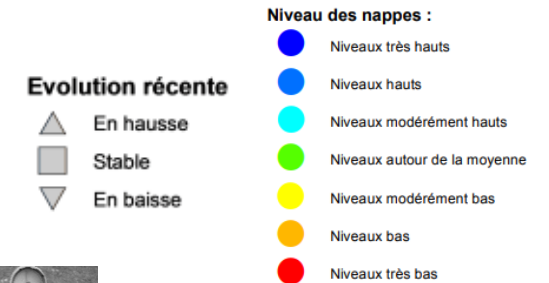 Niveau des nappes :
Niveaux très hauts
Niveaux hauts
Niveaux modérément hauts
Niveaux autour de la moyenne
Niveaux modérément bas
Niveaux bas
Niveaux très bas
Evolution récente
En hausse
Stable
En baisse